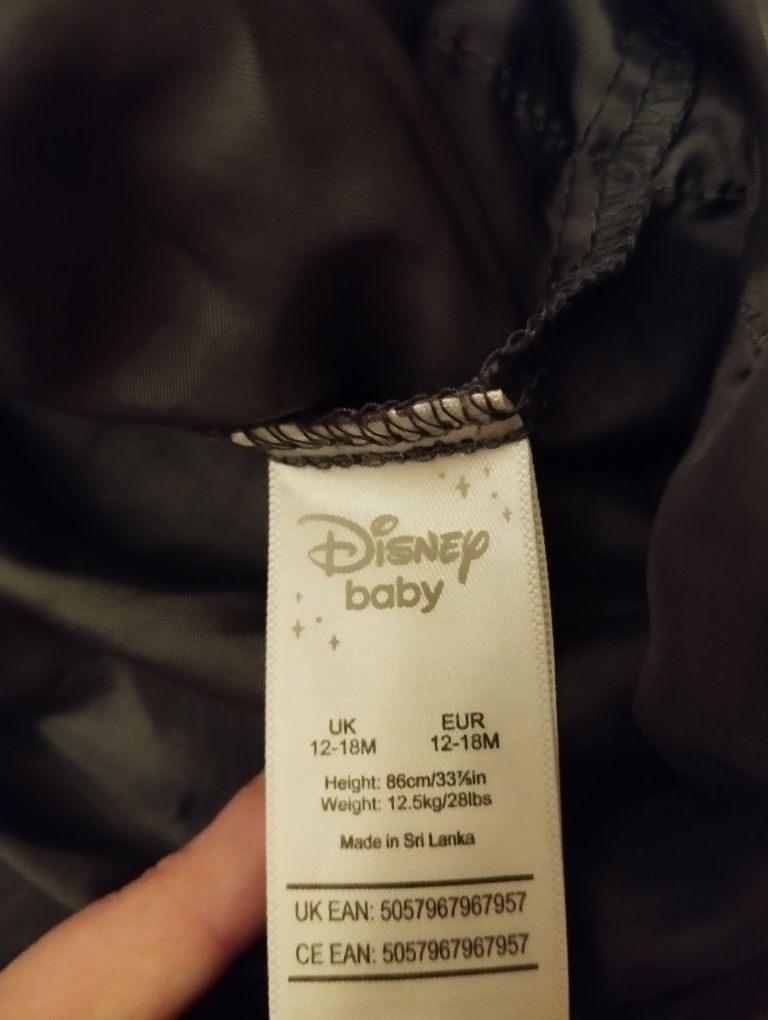 Disney
baby
UK EUR
12-18M 12-18M
Height: 86cm/33⅞in
Weight: 12.5kg/28lbs
Made in Sri Lanka
UK EAN: 5057967967957
CE EAN: 5057967967957